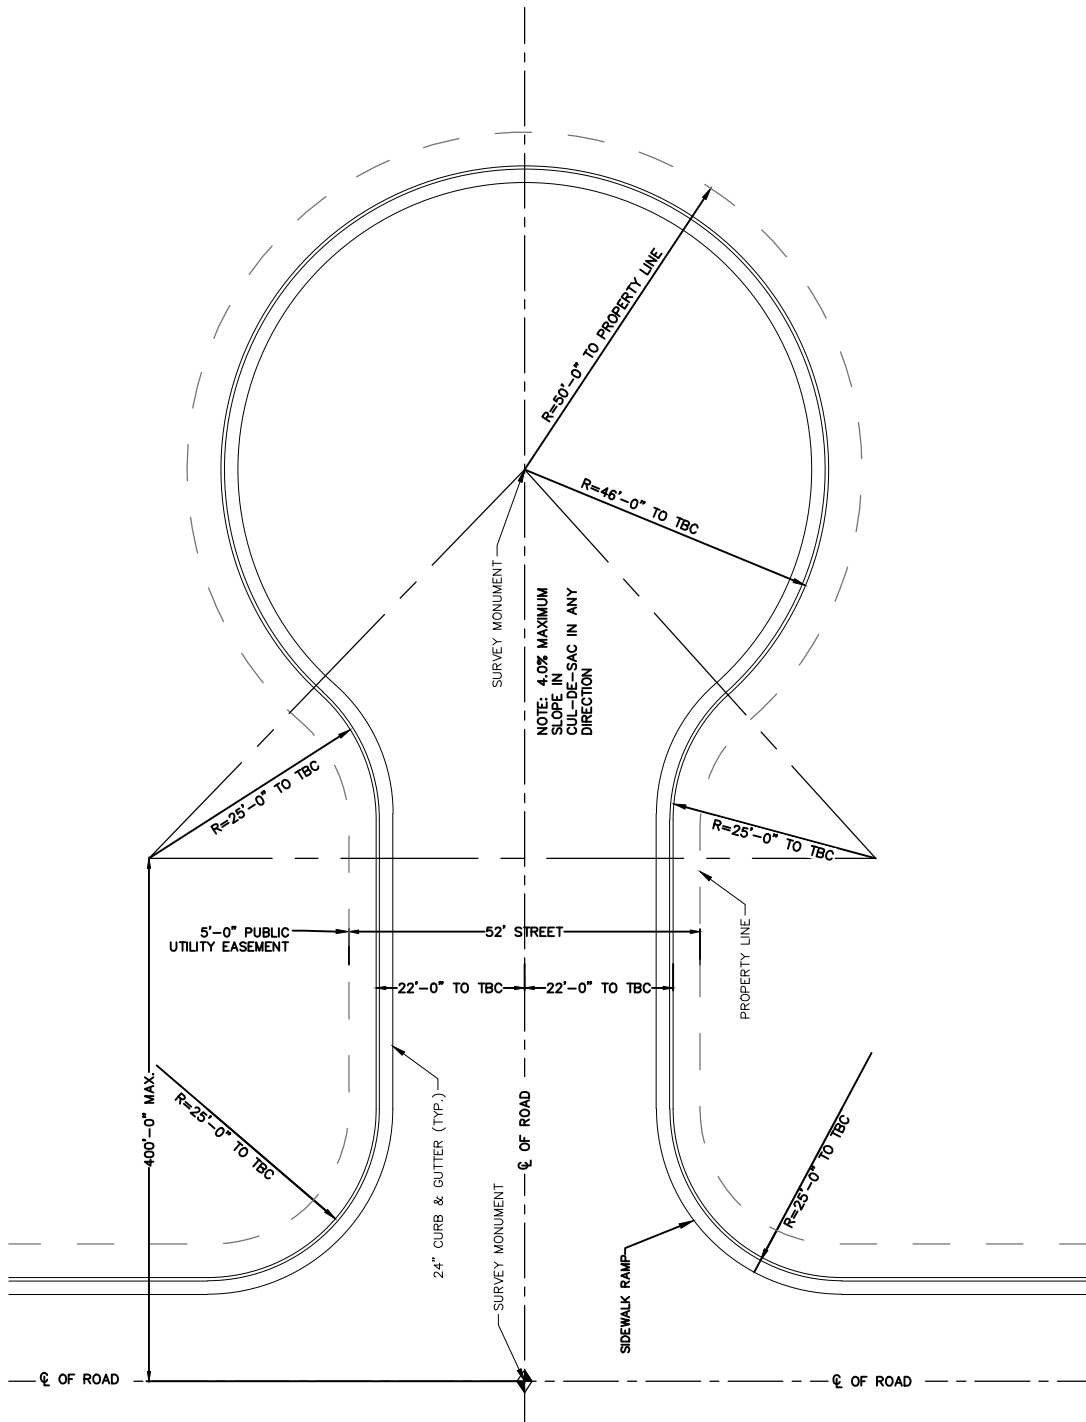 R=50'-0" TO PROPERTY LINE
R=46'-0" TO TBC
SURVEY MONUMENT
NOTE: 4.0% MAXIMUM
SLOPE IN
CUL-DE-SAC IN ANY
DIRECTION
R=25'-0" TO TBC
R=25'-0" TO TBC
5'-0" PUBLIC
UTILITY EASEMENT
52' STREET
PROPERTY LINE
22'-0" TO TBC
22'-0" TO TBC
400'-0" MAX.
R=25'-0" TO TBC
24" CURB & GUTTER (TYP.)
℄ OF ROAD
R=25'-0" TO TBC
SURVEY MONUMENT
SIDEWALK RAMP
℄ OF ROAD
℄ OF ROAD